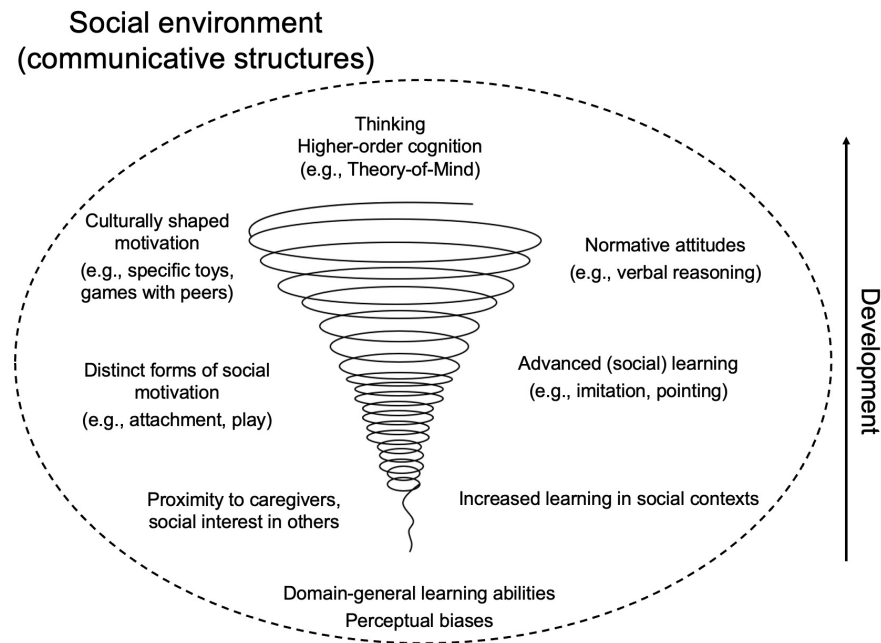 Social environment
(communicative structures)
Thinking
Higher-order cognition
(e.g., Theory-of-Mind)
Culturally shaped
motivation
(e.g., specific toys,
games with peers)
Normative attitudes
(e.g., verbal reasoning)
Distinct forms of social
motivation
(e.g., attachment, play)
Advanced (social) learning
(e.g., imitation, pointing)
Proximity to caregivers,
social interest in others
Increased learning in social contexts
Domain-general learning abilities
Perceptual biases
Development